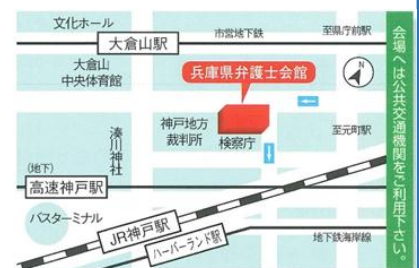 文化ホール
大倉山駅
市営地下鉄
至県庁前駅
大倉山
中央体育館
兵庫県弁護士会館
神戸地方
裁判所
検察庁
湊川神社
至元町駅
(地下)
高速神戸駅
バスターミナル
JR神戸駅
ハーバーランド駅
地下鉄海岸線
会場へは公共交通機関をご利用下さい。
N